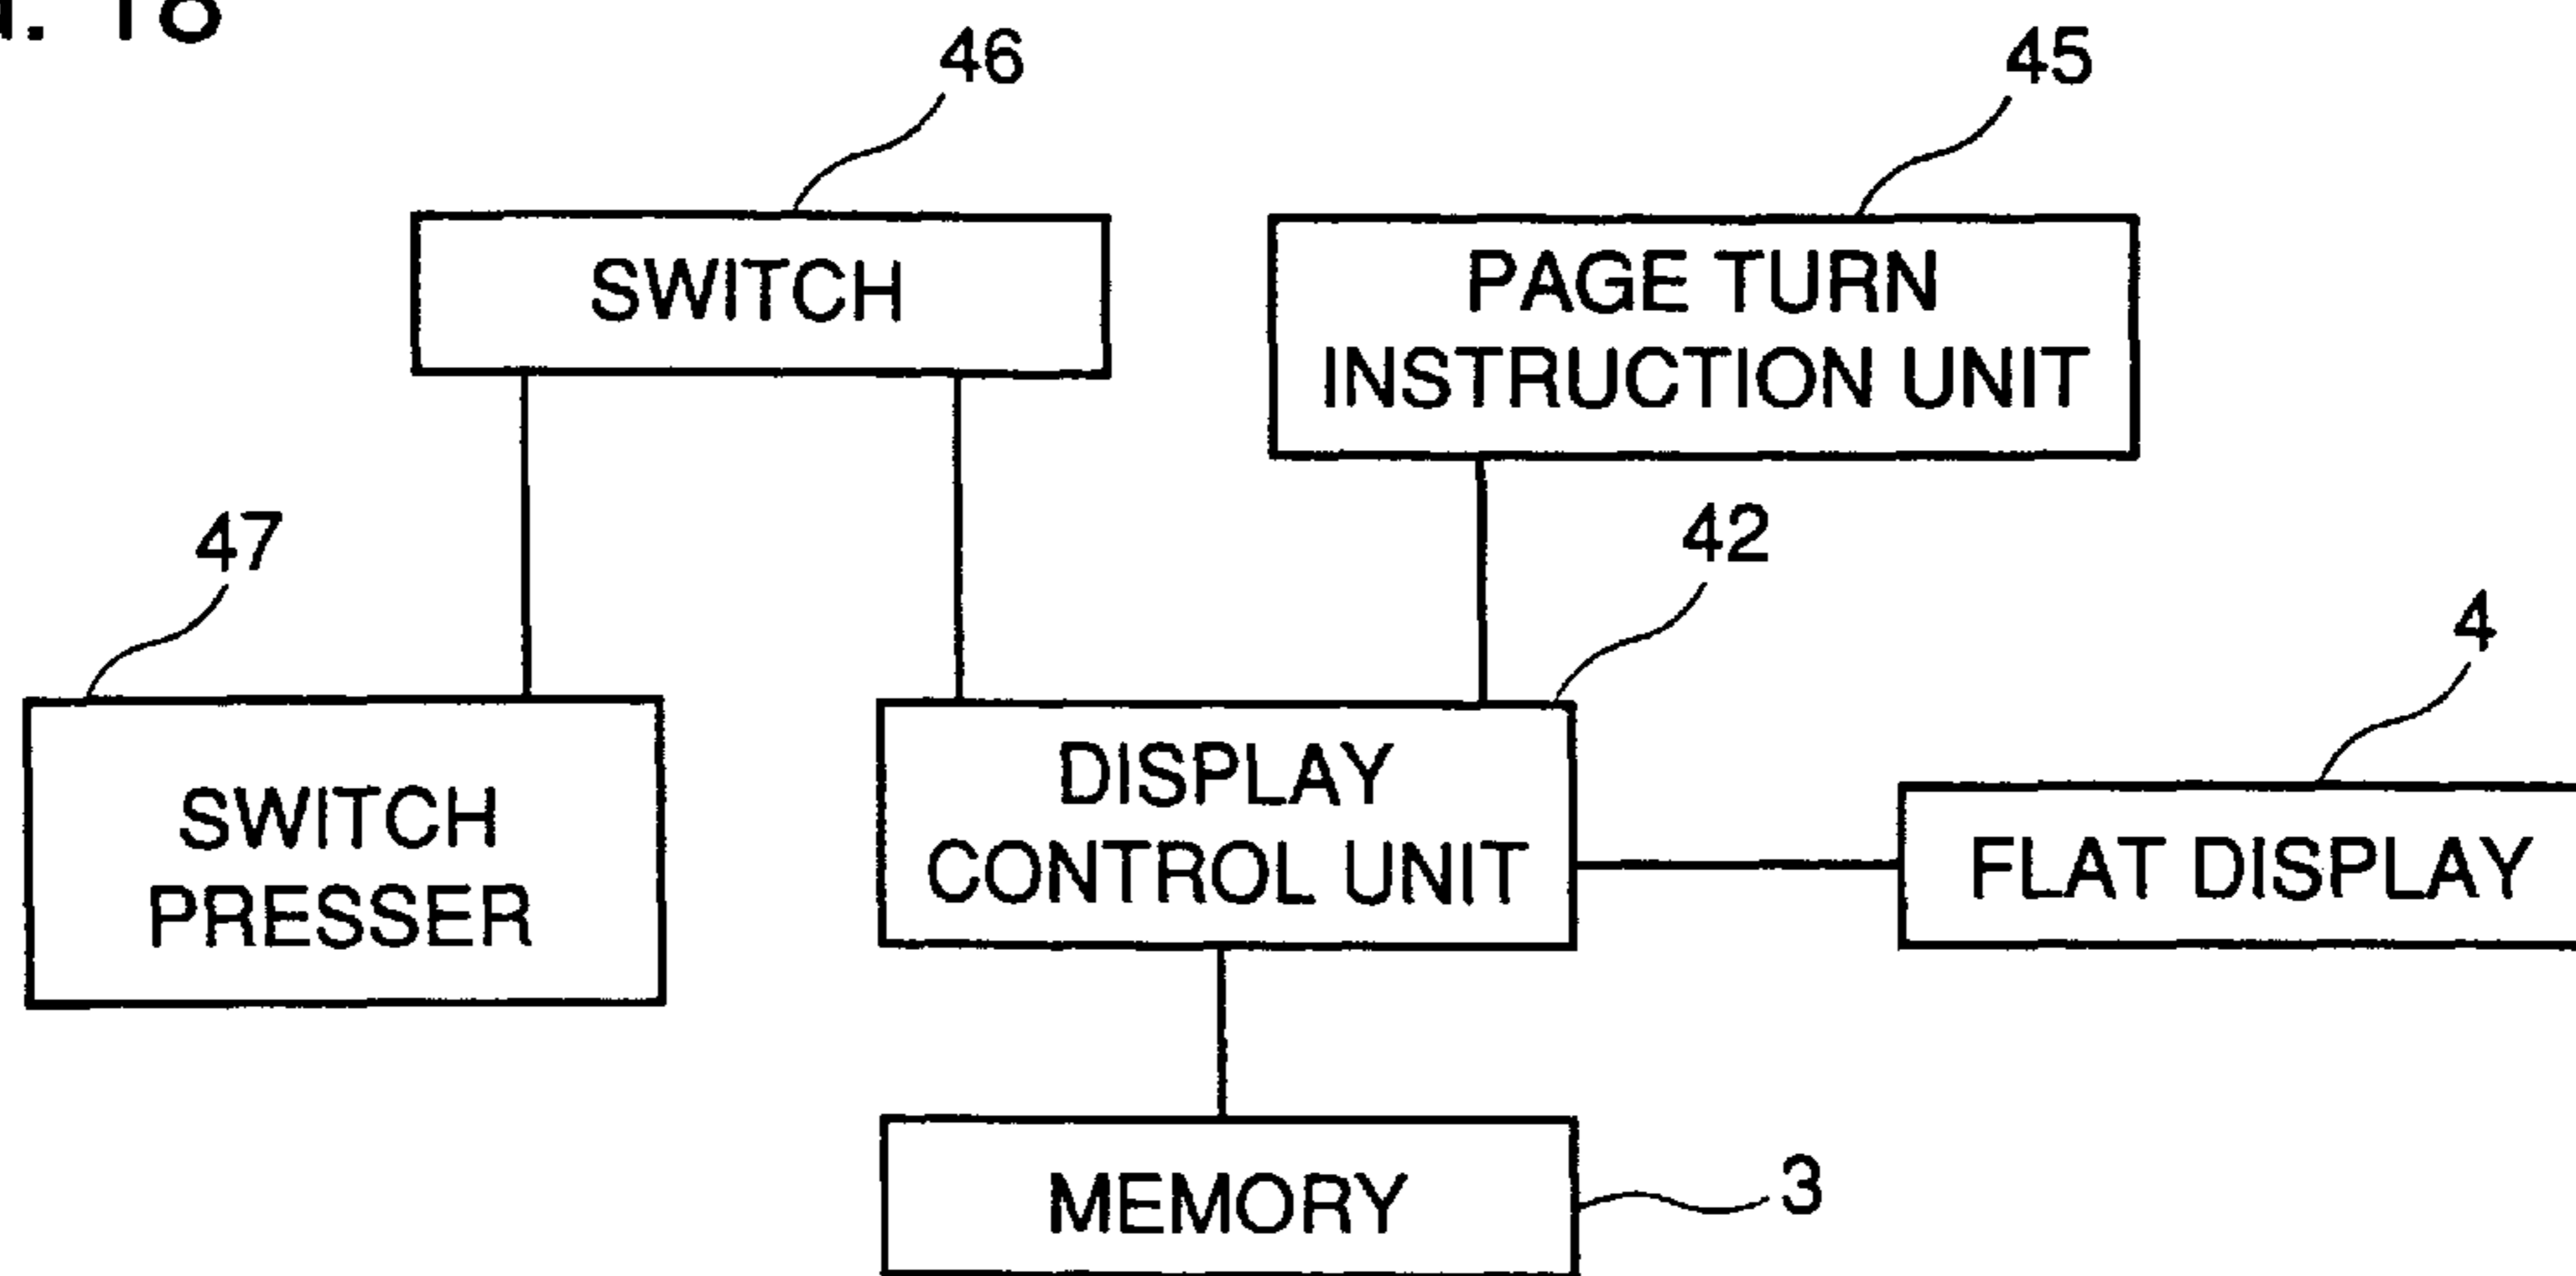 18
46
45
SWITCH
PAGE TURN
INSTRUCTION UNIT
47
42
4
SWITCH
PRESSER
DISPLAY
CONTROL UNIT
FLAT DISPLAY
MEMORY
3